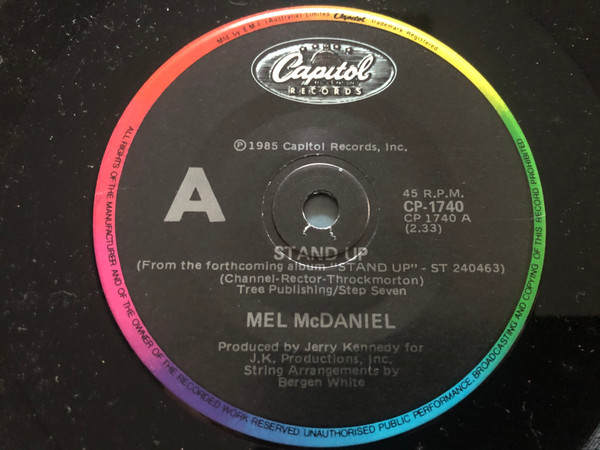 Mfd. by E.M.I. (Australia) Limited Capitol Trademark Registered
Capitol
RECORDS
℗1985 Capitol Records, Inc.
A
45 R.P.M.
CP-1740
CP 1740 A
(2.33)
STAND UP
(From the forthcoming album "STAND UP" - ST 240463)
(Channel-Rector-Throckmorton)
Tree Publishing/Step Seven
MEL McDANIEL
Produced by Jerry Kennedy for
J.K. Productions, Inc.
String Arrangements by
Bergen White
ALL RIGHTS OF THE MANUFACTURER AND OF THE OWNER OF THE RECORDED WORK RESERVED. UNAUTHORISED PUBLIC PERFORMANCE, BROADCASTING AND COPYING OF THIS RECORD PROHIBITED